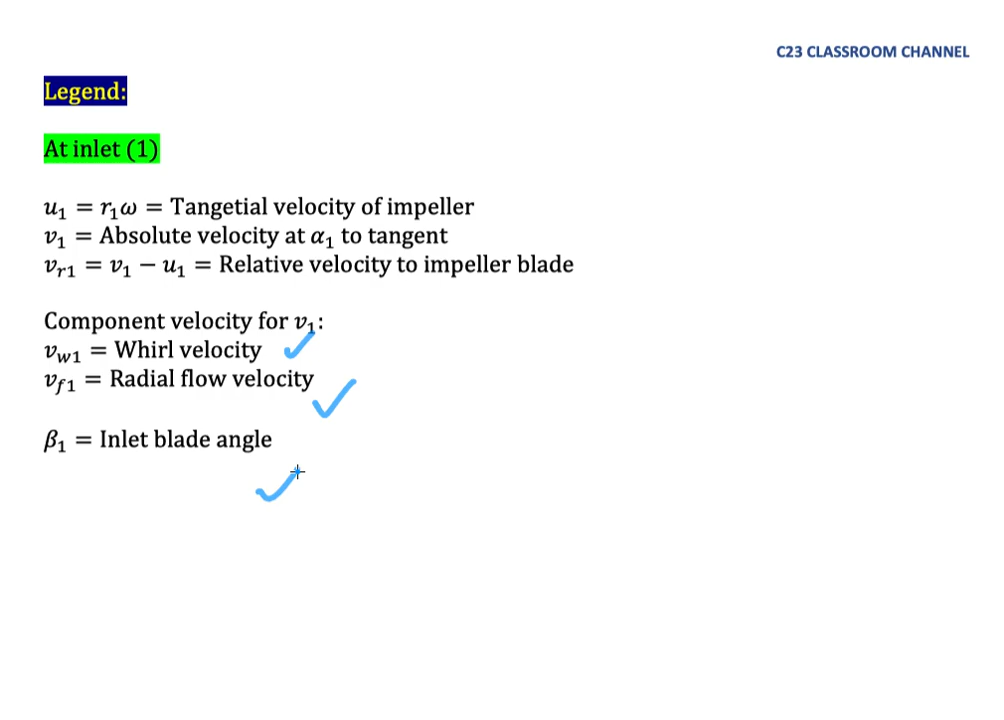 C23 CLASSROOM CHANNEL
Legend:
At inlet (1)
u₁ = r₁ω = Tangetial velocity of impeller
v₁ = Absolute velocity at α₁ to tangent
vᵣ₁ = v₁ − u₁ = Relative velocity to impeller blade
Component velocity for v₁:
v_w1 = Whirl velocity
v_f1 = Radial flow velocity
β₁ = Inlet blade angle